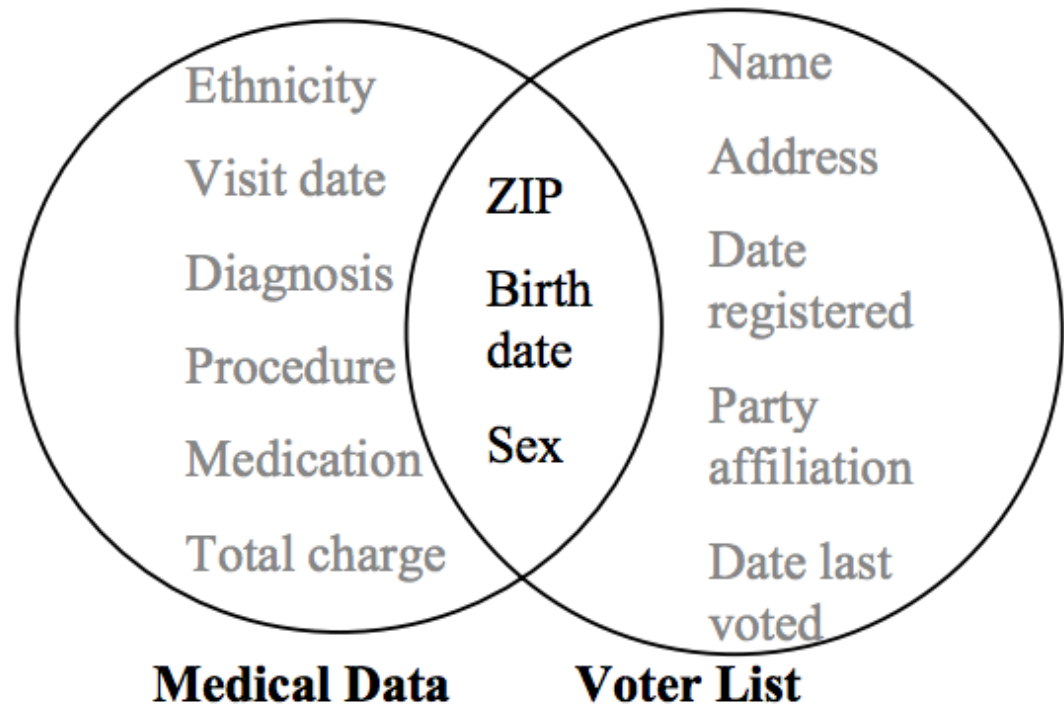 Ethnicity
Visit date
Diagnosis
Procedure
Medication
Total charge
ZIP
Birth
date
Sex
Name
Address
Date
registered
Party
affiliation
Date last
voted
Medical Data
Voter List